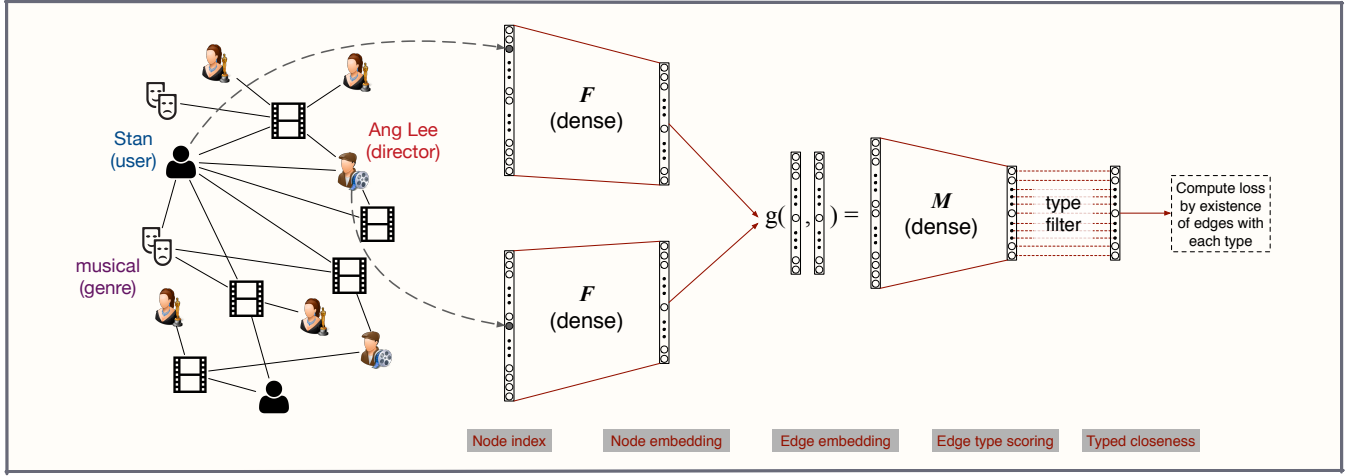 Stan
(user)
Ang Lee
(director)
musical
(genre)
F
(dense)
F
(dense)
g( , ) =
M
(dense)
type
filter
Compute loss
by existence
of edges with
each type
Node index
Node embedding
Edge embedding
Edge type scoring
Typed closeness